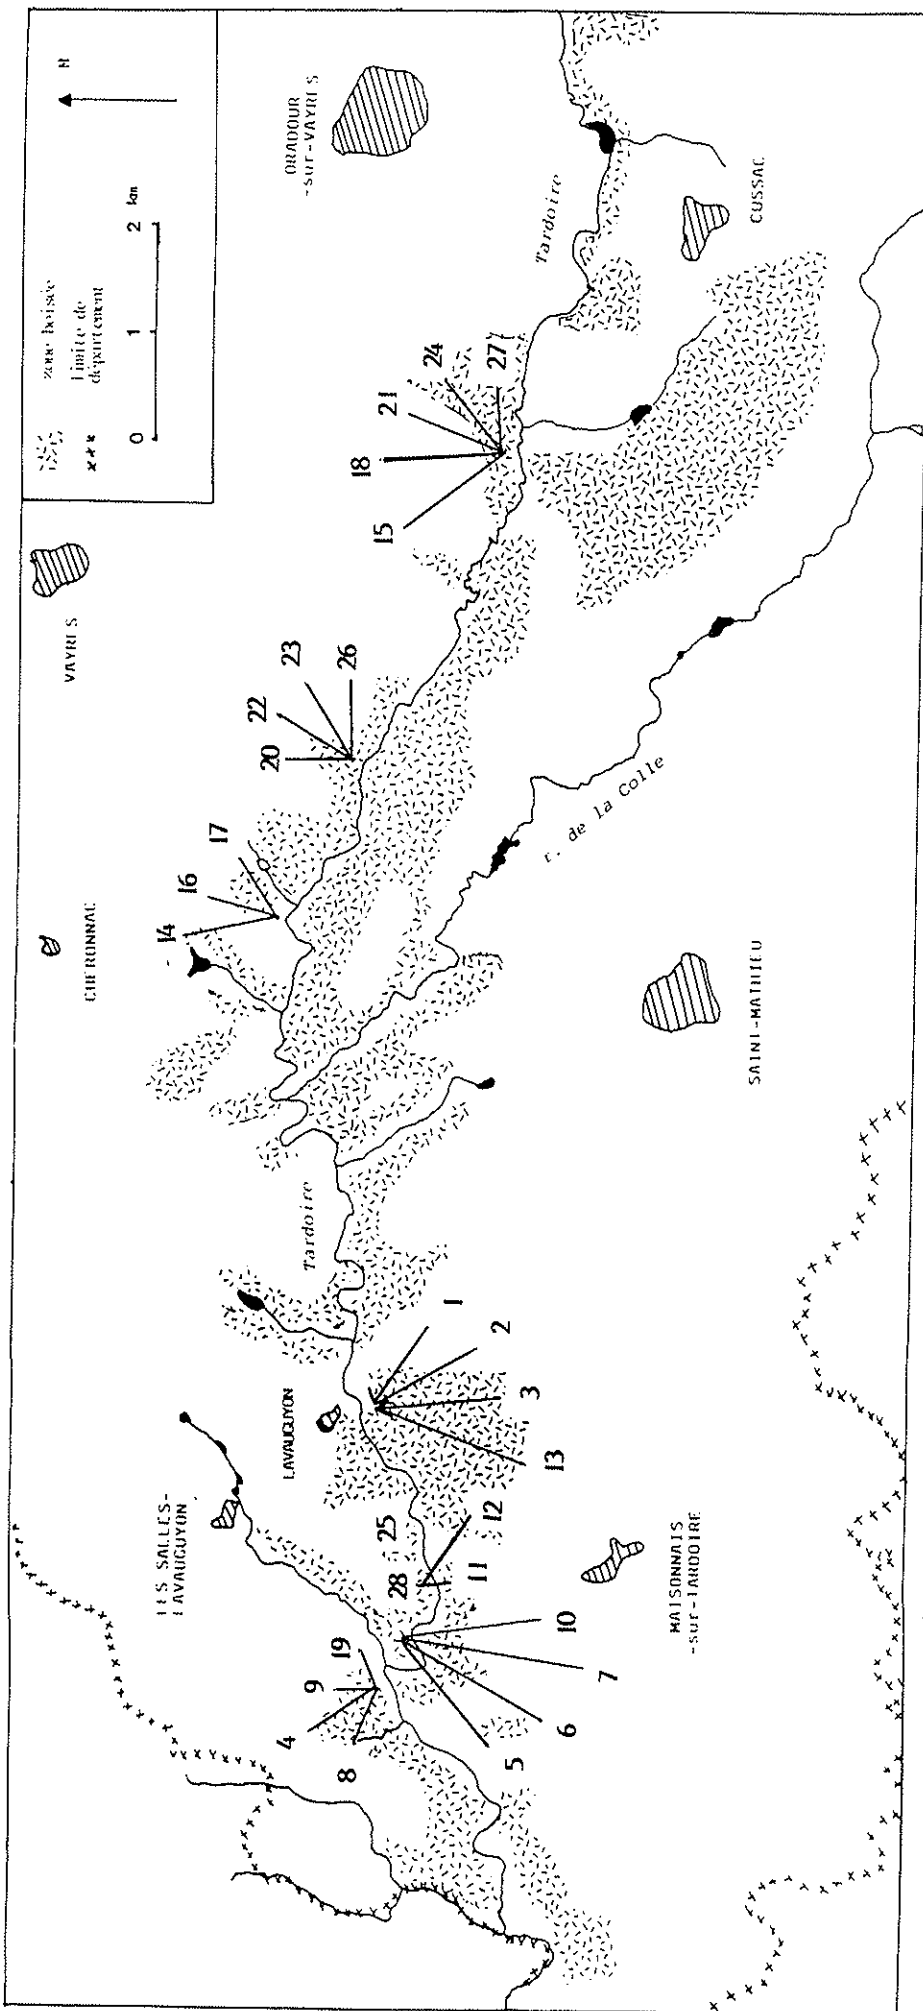 N
zone boisée
Limite de
département
0 1 2 km
ORADOUR
-sur-VAYRES
VAYRES
CHERONNAC
LES SALLES-
LAVAUGUYON
LAVAUGUYON
Tardoire
Tardoire
CUSSAC
r. de la Colle
SAINT-MATHIEU
MAISONNAIS
-sur-TARDOIRE
4
9
19
8
5
6
7
10
28
25
11
12
13
3
2
1
14
16
17
20
22
23
26
15
18
21
24
27